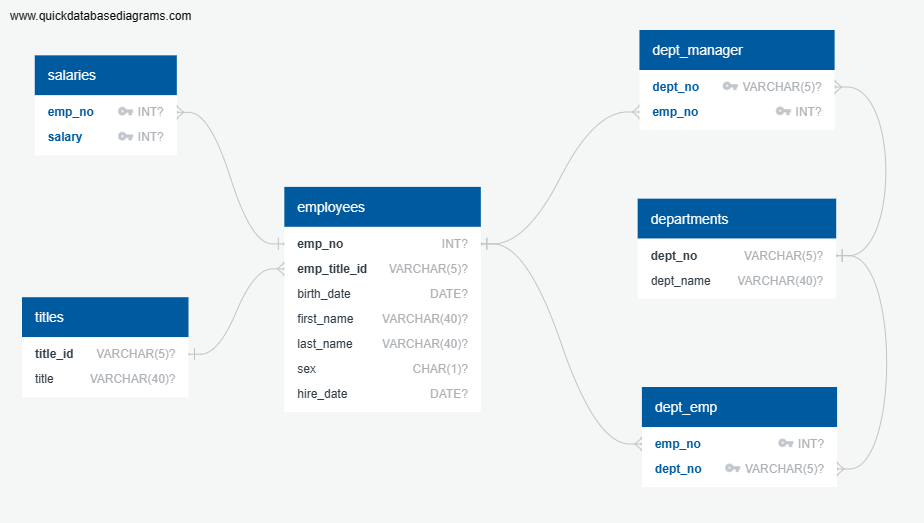 www.quickdatabasediagrams.com
salaries
emp_no INT?
salary INT?
titles
title_id VARCHAR(5)?
title VARCHAR(40)?
employees
emp_no INT?
emp_title_id VARCHAR(5)?
birth_date DATE?
first_name VARCHAR(40)?
last_name VARCHAR(40)?
sex CHAR(1)?
hire_date DATE?
dept_manager
dept_no VARCHAR(5)?
emp_no INT?
departments
dept_no VARCHAR(5)?
dept_name VARCHAR(40)?
dept_emp
emp_no INT?
dept_no VARCHAR(5)?